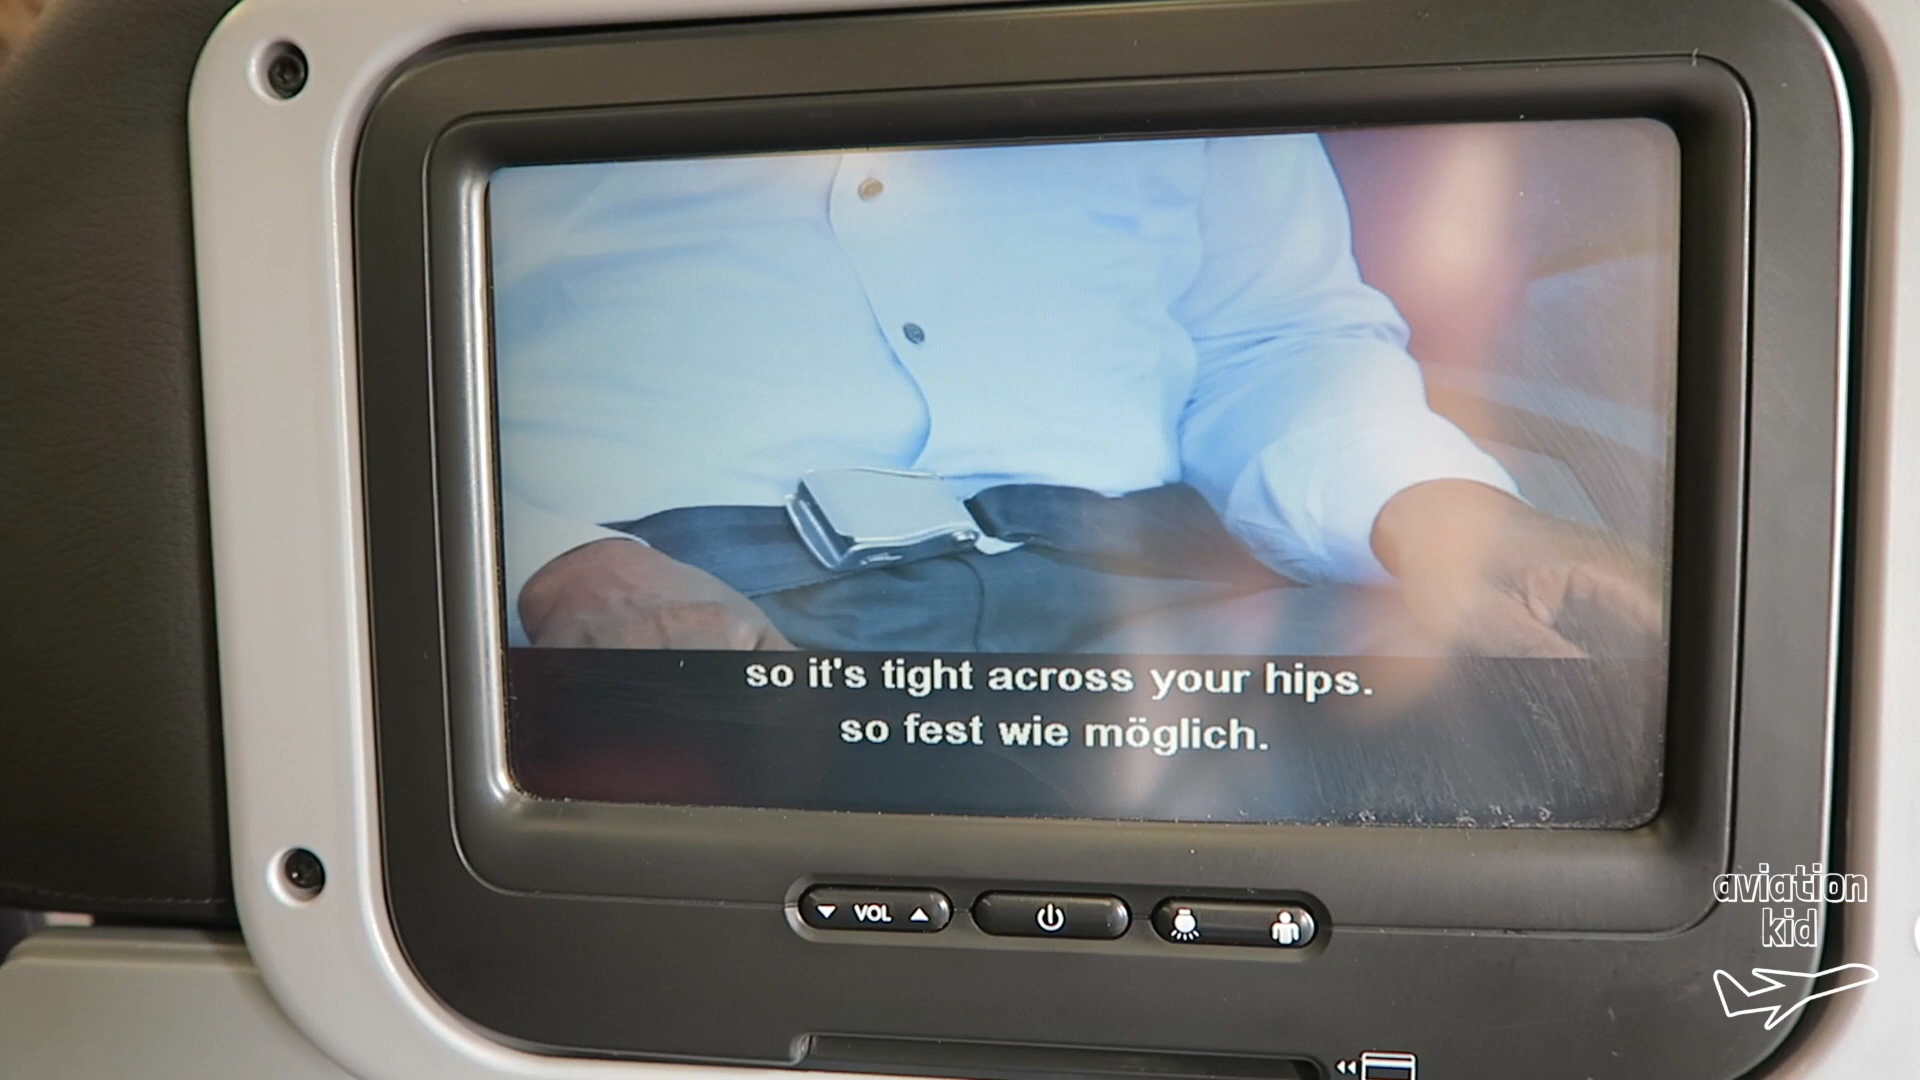 so it's tight across your hips.
so fest wie möglich.
VOL
aviation
kid